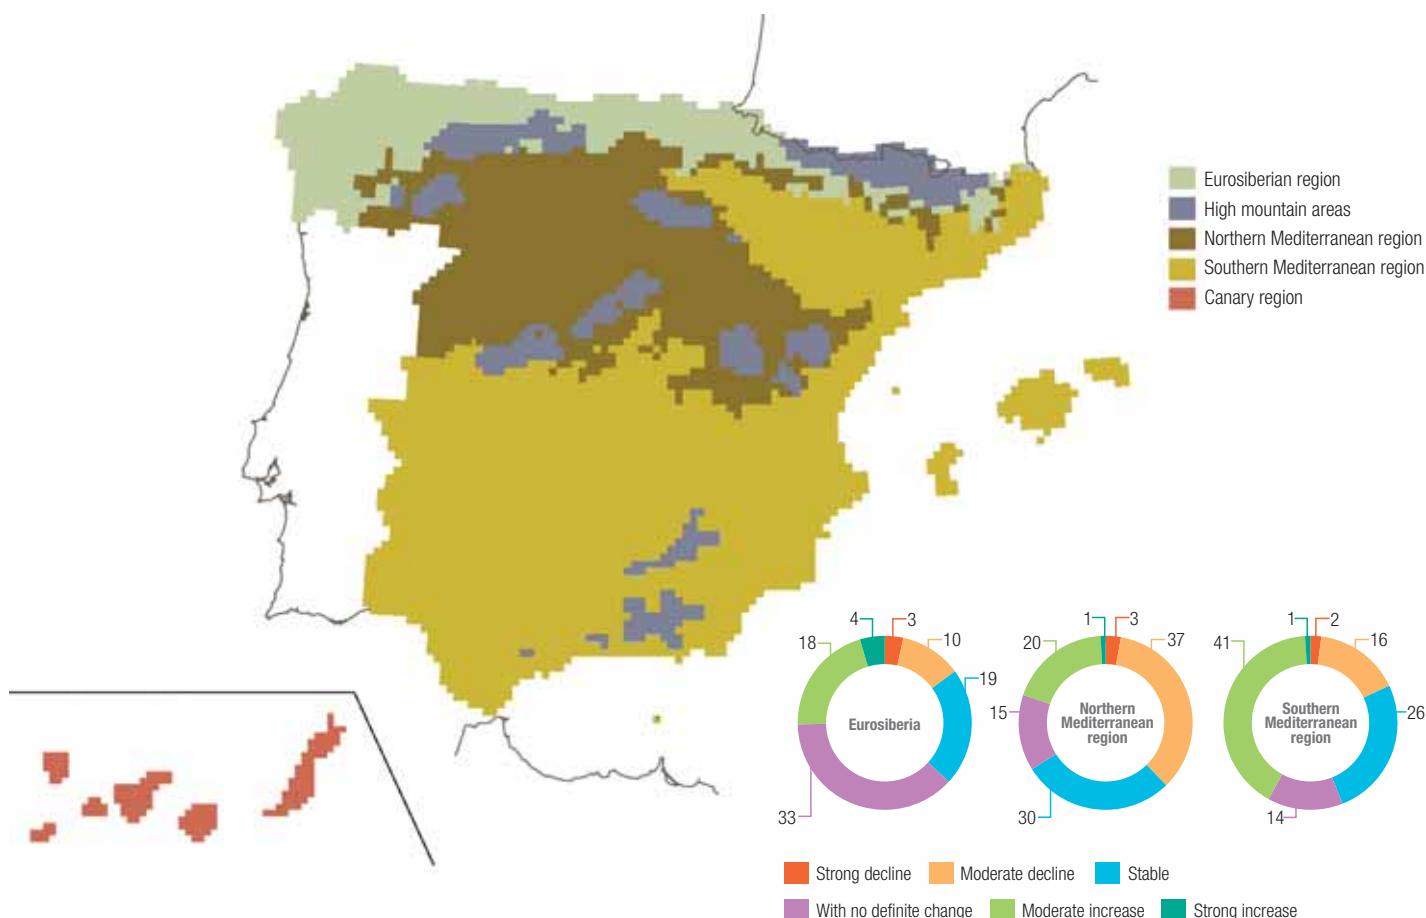 Eurosiberian region
High mountain areas
Northern Mediterranean region
Southern Mediterranean region
Canary region
4
3
18
10
19
33
Eurosiberia
1
3
20
37
15
30
Northern
Mediterranean
region
1
2
41
16
26
14
Southern
Mediterranean
region
Strong decline
Moderate decline
Stable
With no definite change
Moderate increase
Strong increase